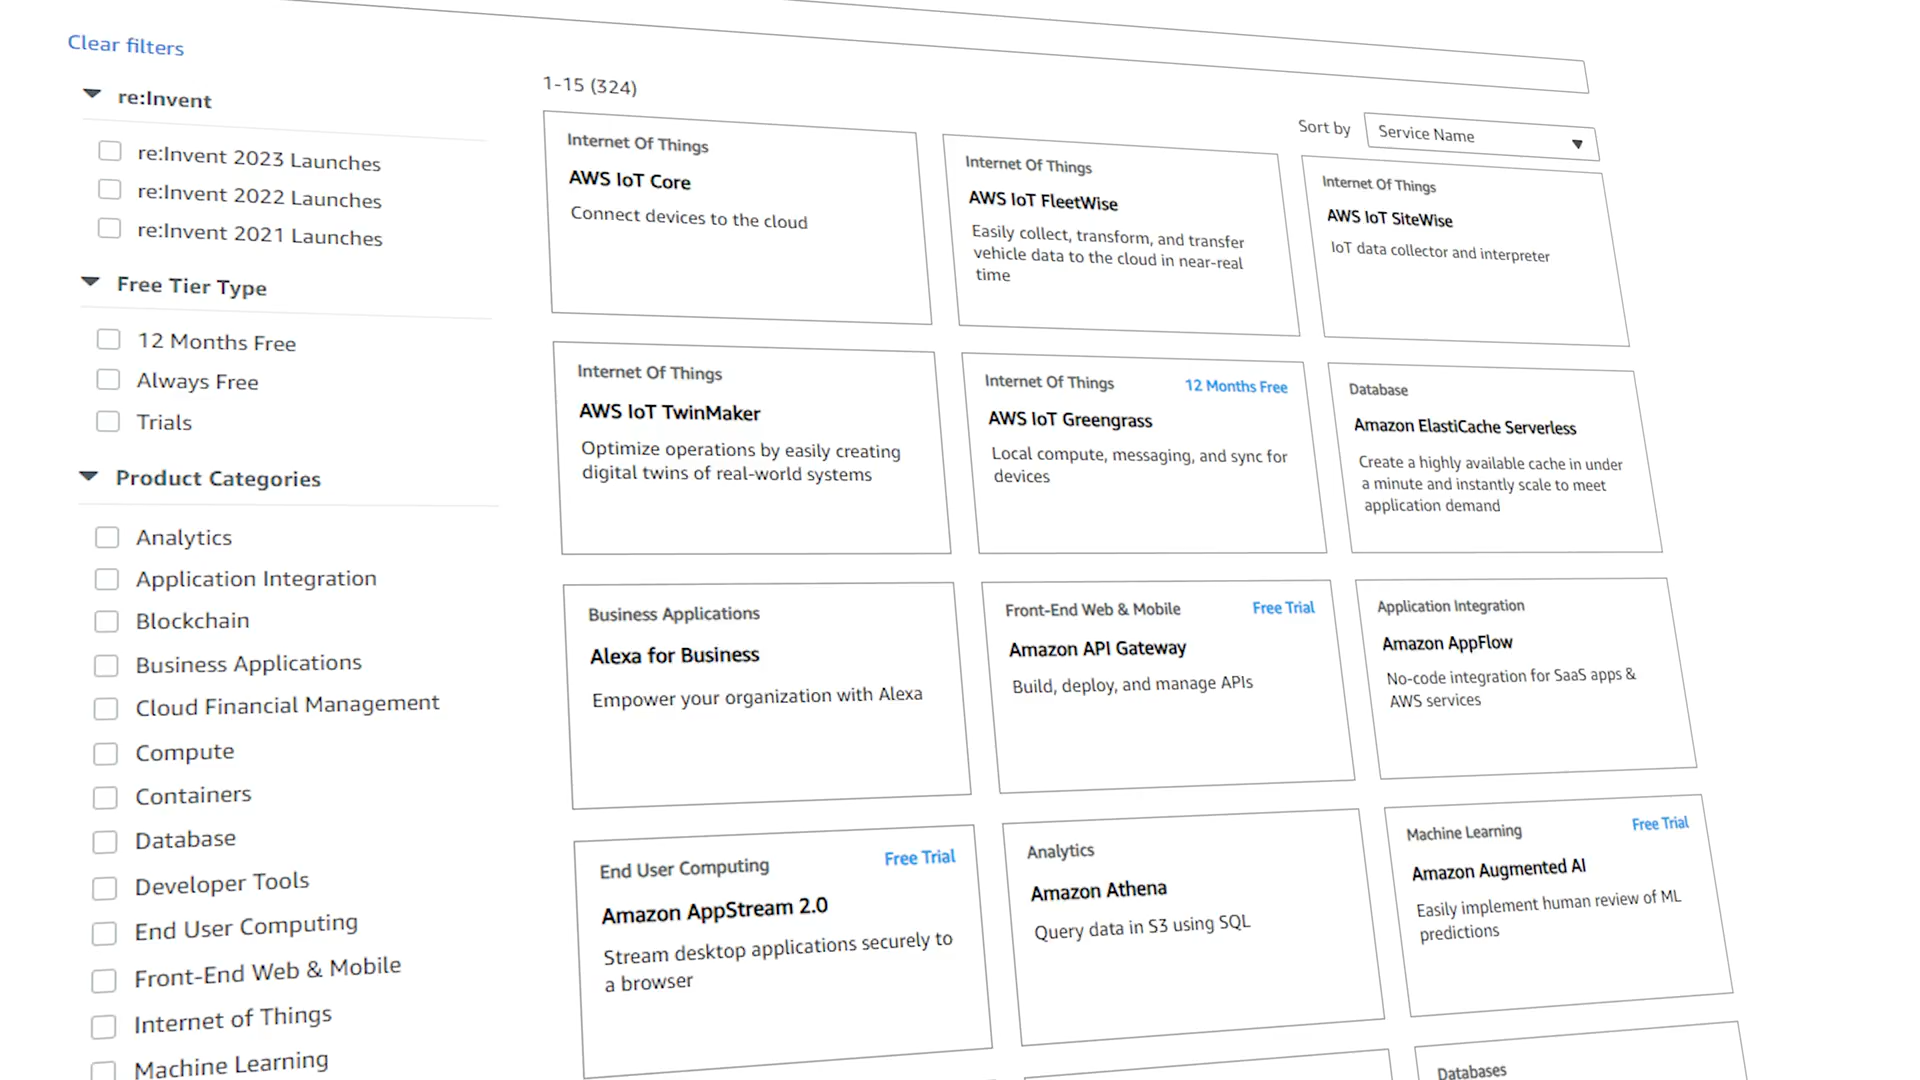 Clear filters
re:Invent
re:Invent 2023 Launches
re:Invent 2022 Launches
re:Invent 2021 Launches
Free Tier Type
12 Months Free
Always Free
Trials
Product Categories
Analytics
Application Integration
Blockchain
Business Applications
Cloud Financial Management
Compute
Containers
Database
Developer Tools
End User Computing
Front-End Web & Mobile
Internet of Things
Machine Learning
1-15 (324)
Sort by
Service Name
Internet Of Things
AWS IoT Core
Connect devices to the cloud
Internet Of Things
AWS IoT FleetWise
Easily collect, transform, and transfer
vehicle data to the cloud in near-real
time
Internet Of Things
AWS IoT SiteWise
IoT data collector and interpreter
Internet Of Things
AWS IoT TwinMaker
Optimize operations by easily creating
digital twins of real-world systems
Internet Of Things
12 Months Free
AWS IoT Greengrass
Local compute, messaging, and sync for
devices
Database
Amazon ElastiCache Serverless
Create a highly available cache in under
a minute and instantly scale to meet
application demand
Business Applications
Alexa for Business
Empower your organization with Alexa
Front-End Web & Mobile
Free Trial
Amazon API Gateway
Build, deploy, and manage APIs
Application Integration
Amazon AppFlow
No-code integration for SaaS apps &
AWS services
End User Computing
Free Trial
Amazon AppStream 2.0
Stream desktop applications securely to
a browser
Analytics
Amazon Athena
Query data in S3 using SQL
Machine Learning
Free Trial
Amazon Augmented AI
Easily implement human review of ML
predictions
Databases